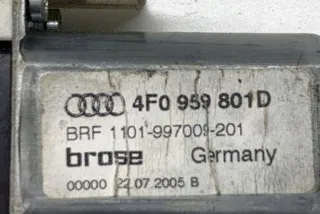 4F0 959 801D
BRF 1101-997009-201
brose Germany
00000 22.07.2005 B